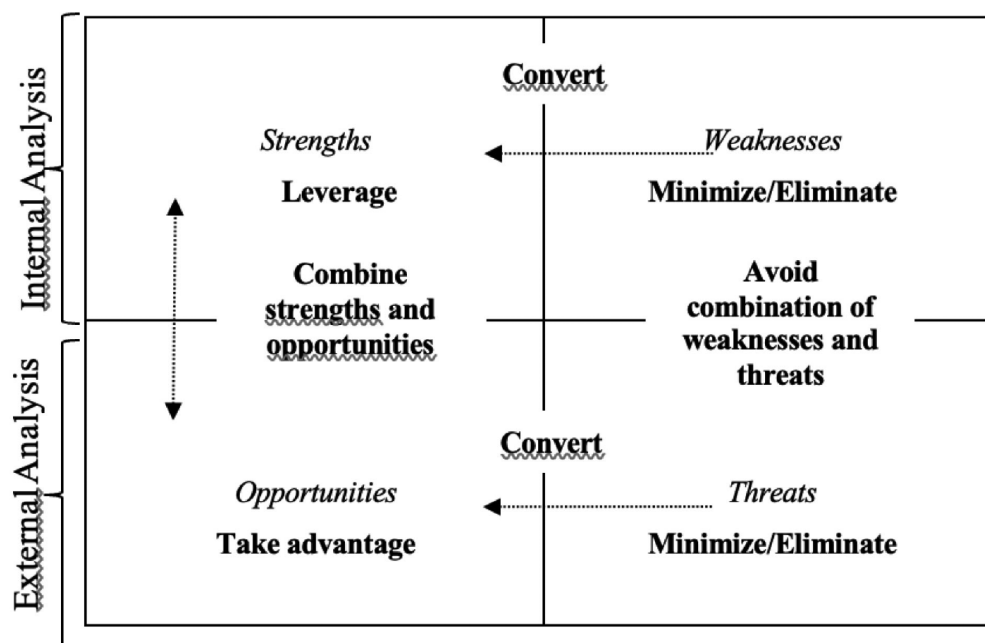 Internal Analysis
Convert
Strengths
Weaknesses
Leverage
Minimize/Eliminate
Combine
strengths and
opportunities
Avoid
combination of
weaknesses and
threats
External Analysis
Convert
Opportunities
Threats
Take advantage
Minimize/Eliminate